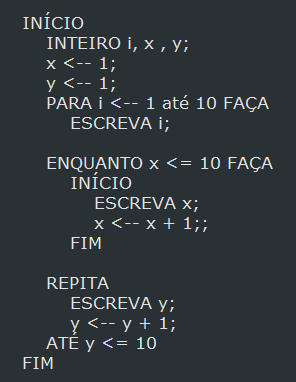 INÍCIO
INTEIRO i, x , y;
x <-- 1;
y <-- 1;
PARA i <-- 1 até 10 FAÇA
ESCREVA i;
ENQUANTO x <= 10 FAÇA
INÍCIO
ESCREVA x;
x <-- x + 1;;
FIM
REPITA
ESCREVA y;
y <-- y + 1;
ATÉ y <= 10
FIM